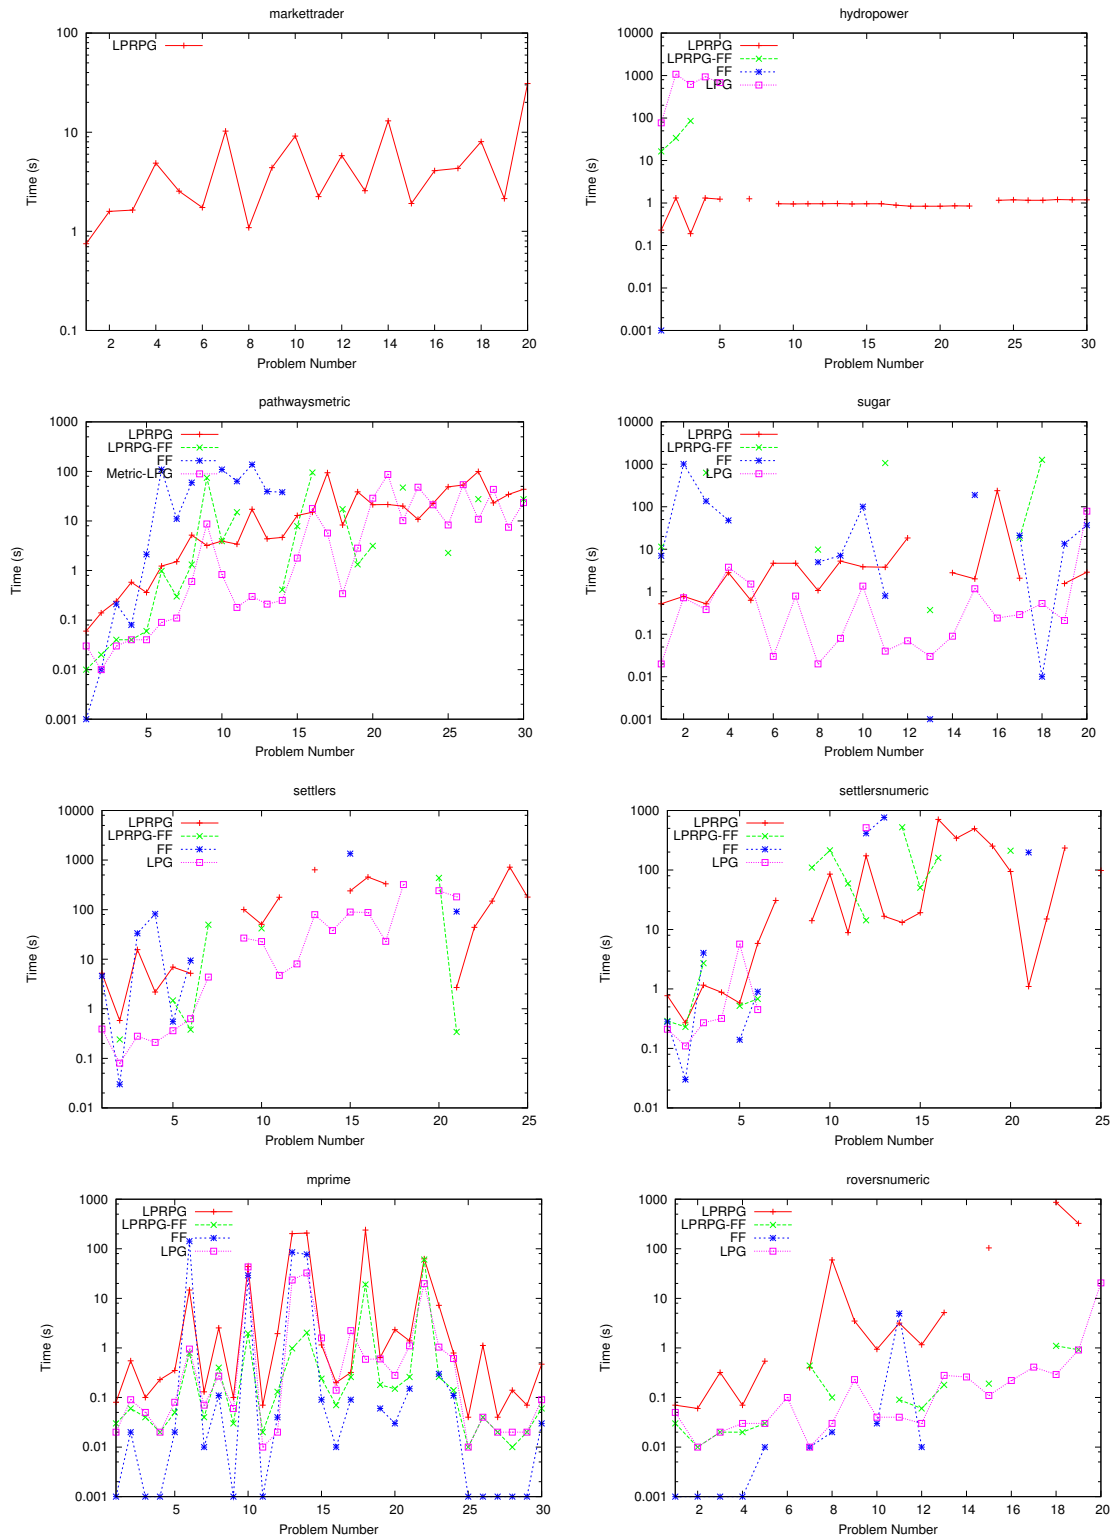 markettrader
100
10
1
0.1
LPRPG
Time (s)
2 4 6 8 10 12 14 16 18 20
Problem Number
hydropower
10000
1000
100
10
1
0.1
0.01
0.001
LPRPG
LPRPG-FF
FF
LPG
Time (s)
5 10 15 20 25 30
Problem Number
pathwaysmetric
1000
100
10
1
0.1
0.01
0.001
LPRPG
LPRPG-FF
FF
Metric-LPG
Time (s)
5 10 15 20 25 30
Problem Number
sugar
10000
1000
100
10
1
0.1
0.01
0.001
LPRPG
LPRPG-FF
FF
LPG
Time (s)
2 4 6 8 10 12 14 16 18 20
Problem Number
settlers
10000
1000
100
10
1
0.1
0.01
LPRPG
LPRPG-FF
FF
LPG
Time (s)
5 10 15 20 25
Problem Number
settlersnumeric
1000
100
10
1
0.1
0.01
LPRPG
LPRPG-FF
FF
LPG
Time (s)
5 10 15 20 25
Problem Number
mprime
1000
100
10
1
0.1
0.01
0.001
LPRPG
LPRPG-FF
FF
LPG
Time (s)
5 10 15 20 25 30
Problem Number
roversnumeric
1000
100
10
1
0.1
0.01
0.001
LPRPG
LPRPG-FF
FF
LPG
Time (s)
2 4 6 8 10 12 14 16 18 20
Problem Number